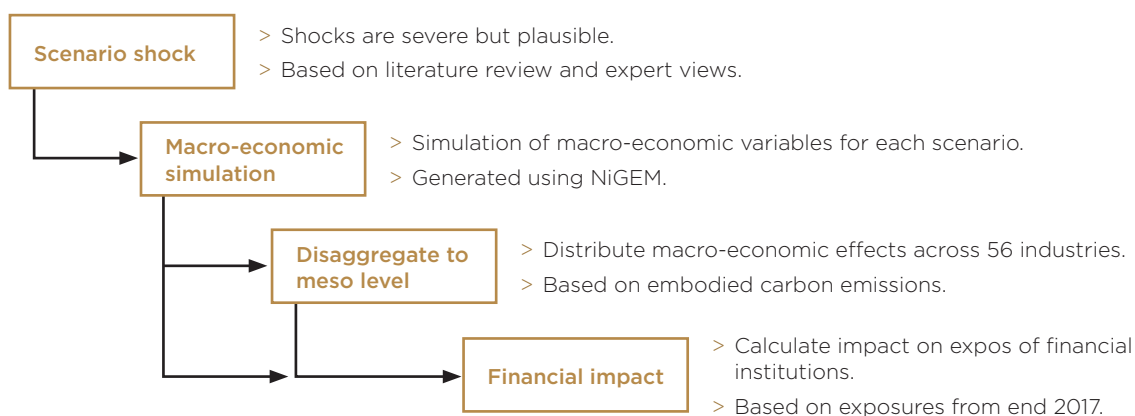 Scenario shock
> Shocks are severe but plausible.
> Based on literature review and expert views.
Macro-economic
simulation
> Simulation of macro-economic variables for each scenario.
> Generated using NiGEM.
Disaggregate to
meso level
> Distribute macro-economic effects across 56 industries.
> Based on embodied carbon emissions.
Financial impact
> Calculate impact on expos of financial
institutions.
> Based on exposures from end 2017.